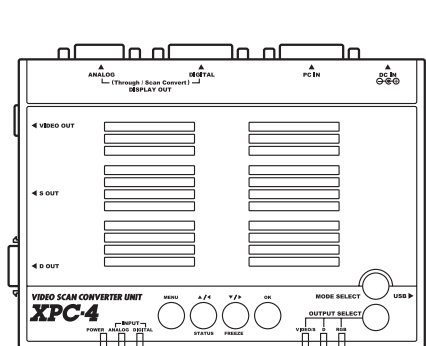 ANALOG DIGITAL PC IN DC IN
(Through / Scan Convert)
DISPLAY OUT
◀ VIDEO OUT
◀ S OUT
◀ D OUT
VIDEO SCAN CONVERTER UNIT
XPC-4
MENU ▲/◀ ▼/▶ OK
STATUS FREEZE
MODE SELECT USB ▶
OUTPUT SELECT
INPUT
POWER ANALOG DIGITAL
VIDEO/S D RGB